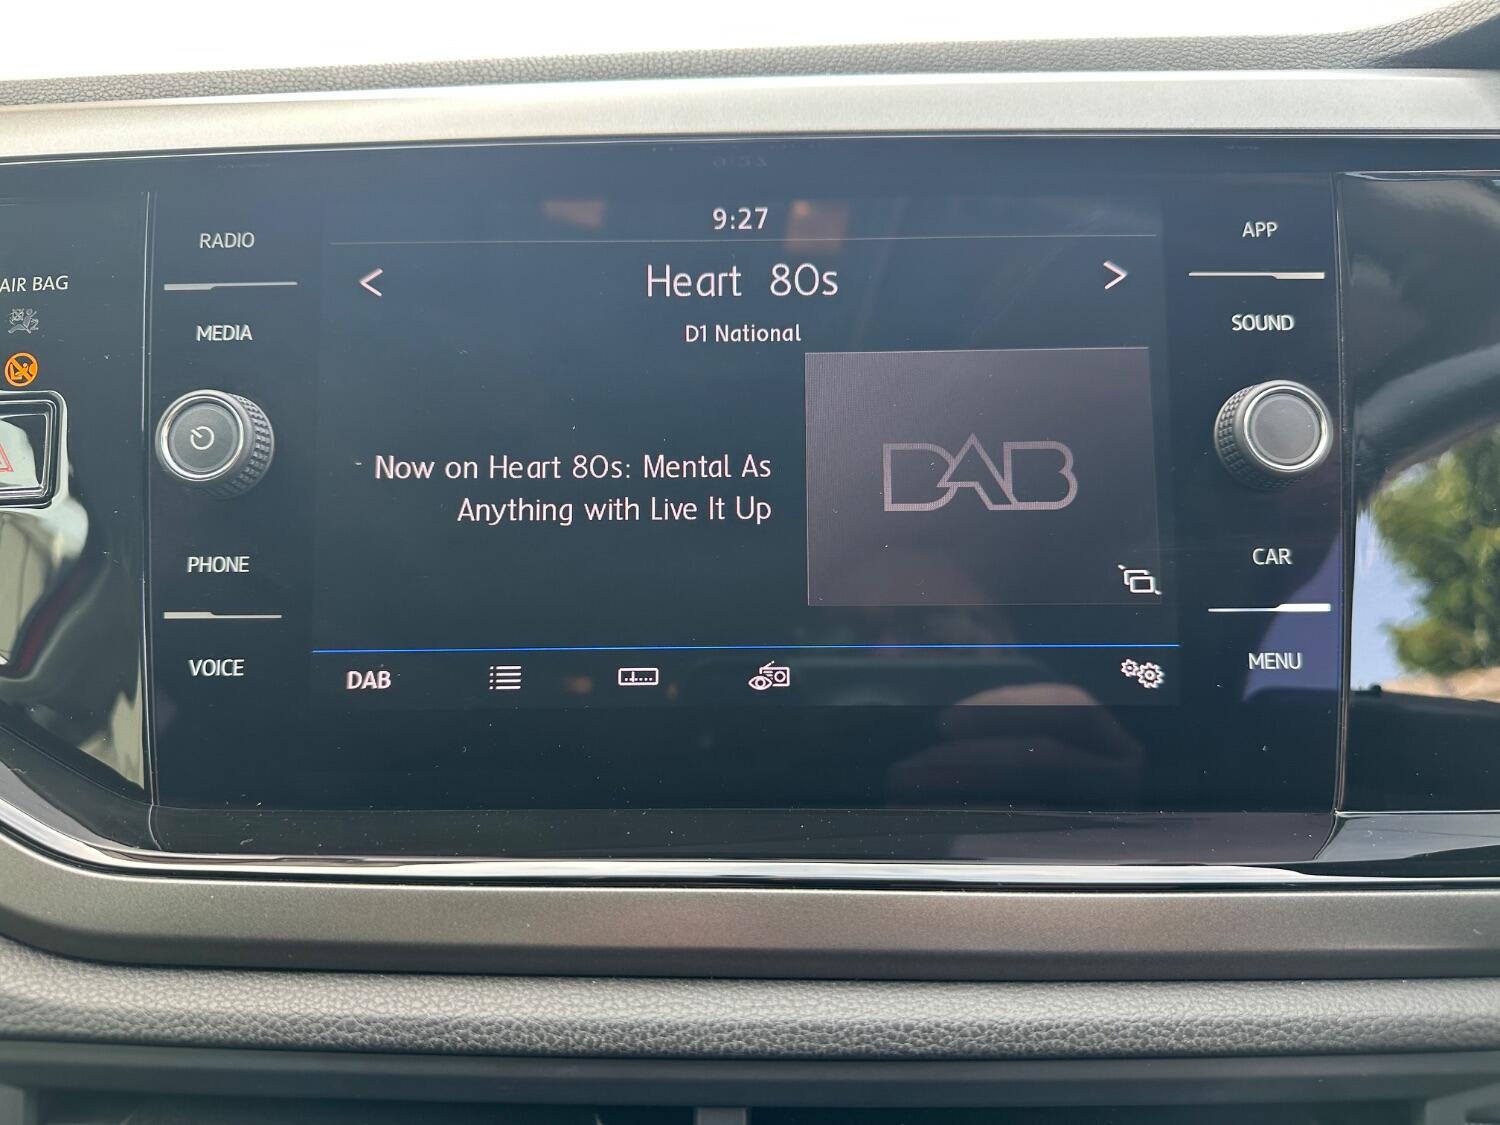 9:27
RADIO
APP
Heart 80s
AIR BAG
MEDIA
D1 National
SOUND
Now on Heart 80s: Mental As
Anything with Live It Up
DAB
PHONE
CAR
VOICE
DAB
MENU